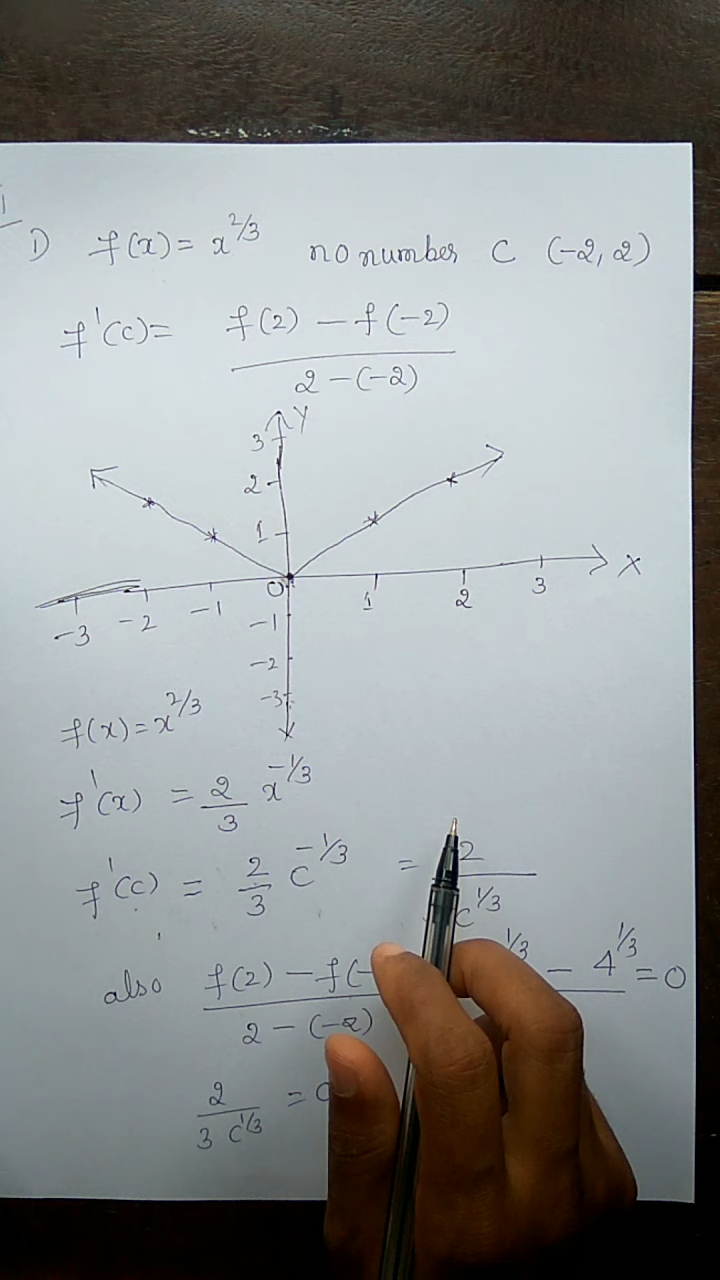 1) f(x) = x^2/3 no number C (-2, 2)
f'(c) = f(2) - f(-2) / 2 - (-2)
Y
3
2
1
0 1 2 3 X
-3 -2 -1
-1
-2
-3
f(x) = x^2/3
f'(x) = 2/3 x^-1/3
f'(c) = 2/3 c^-1/3 = 2 / c^1/3
also f(2) - f(- / 2 - (-2) ^1/3 - 4^1/3 = 0
2 / 3 c^1/3 =